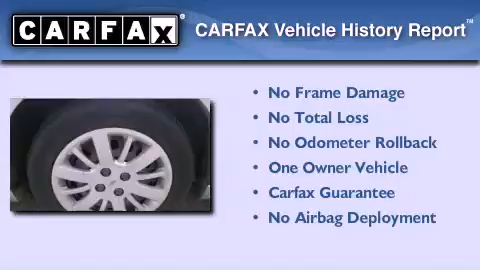 CARFAX® CARFAX Vehicle History Report™
• No Frame Damage
• No Total Loss
• No Odometer Rollback
• One Owner Vehicle
• Carfax Guarantee
• No Airbag Deployment